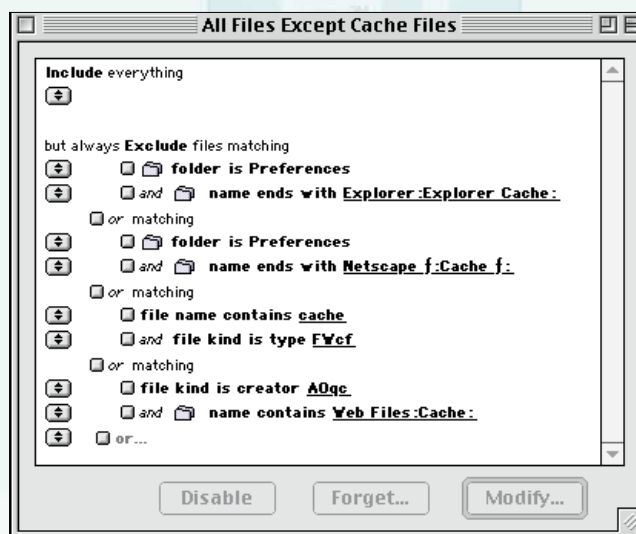 All Files Except Cache Files
Include everything
but always Exclude files matching
folder is Preferences
and name ends with Explorer:Explorer Cache:
or matching
folder is Preferences
and name ends with Netscape ƒ:Cache ƒ:
or matching
file name contains cache
and file kind is type FWcf
or matching
file kind is creator AOqc
and name contains Web Files:Cache:
or...
Disable Forget... Modify...